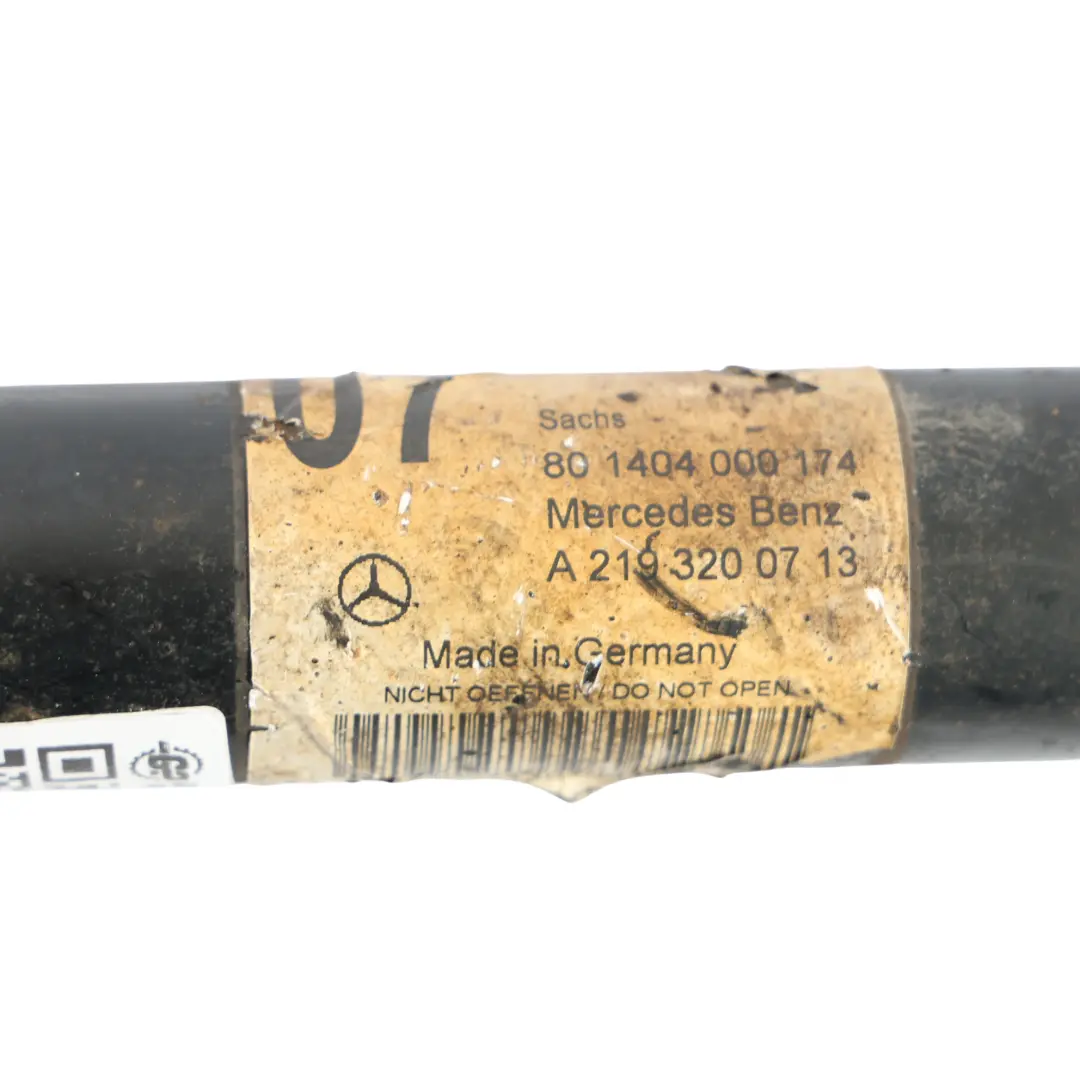 07
Sachs
80 1404 000 174
Mercedes Benz
A 219 320 07 13
Made in Germany
NICHT OEFFNEN / DO NOT OPEN